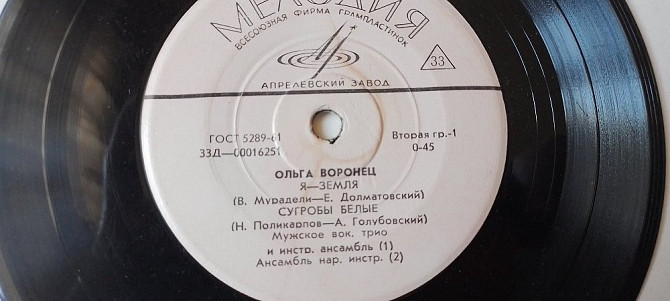 МЕЛОДИЯ
ВСЕСОЮЗНАЯ ФИРМА ГРАМПЛАСТИНОК
33
АПРЕЛЕВСКИЙ ЗАВОД
ГОСТ 5289-61 Вторая гр.-1
33Д—00016251 0-45
ОЛЬГА ВОРОНЕЦ
Я—ЗЕМЛЯ
(В. Мурадели—Е. Долматовский)
СУГРОБЫ БЕЛЫЕ
(Н. Поликарпов—А. Голубовский)
Мужское вок. трио
и инстр. ансамбль (1)
Ансамбль нар. инстр. (2)